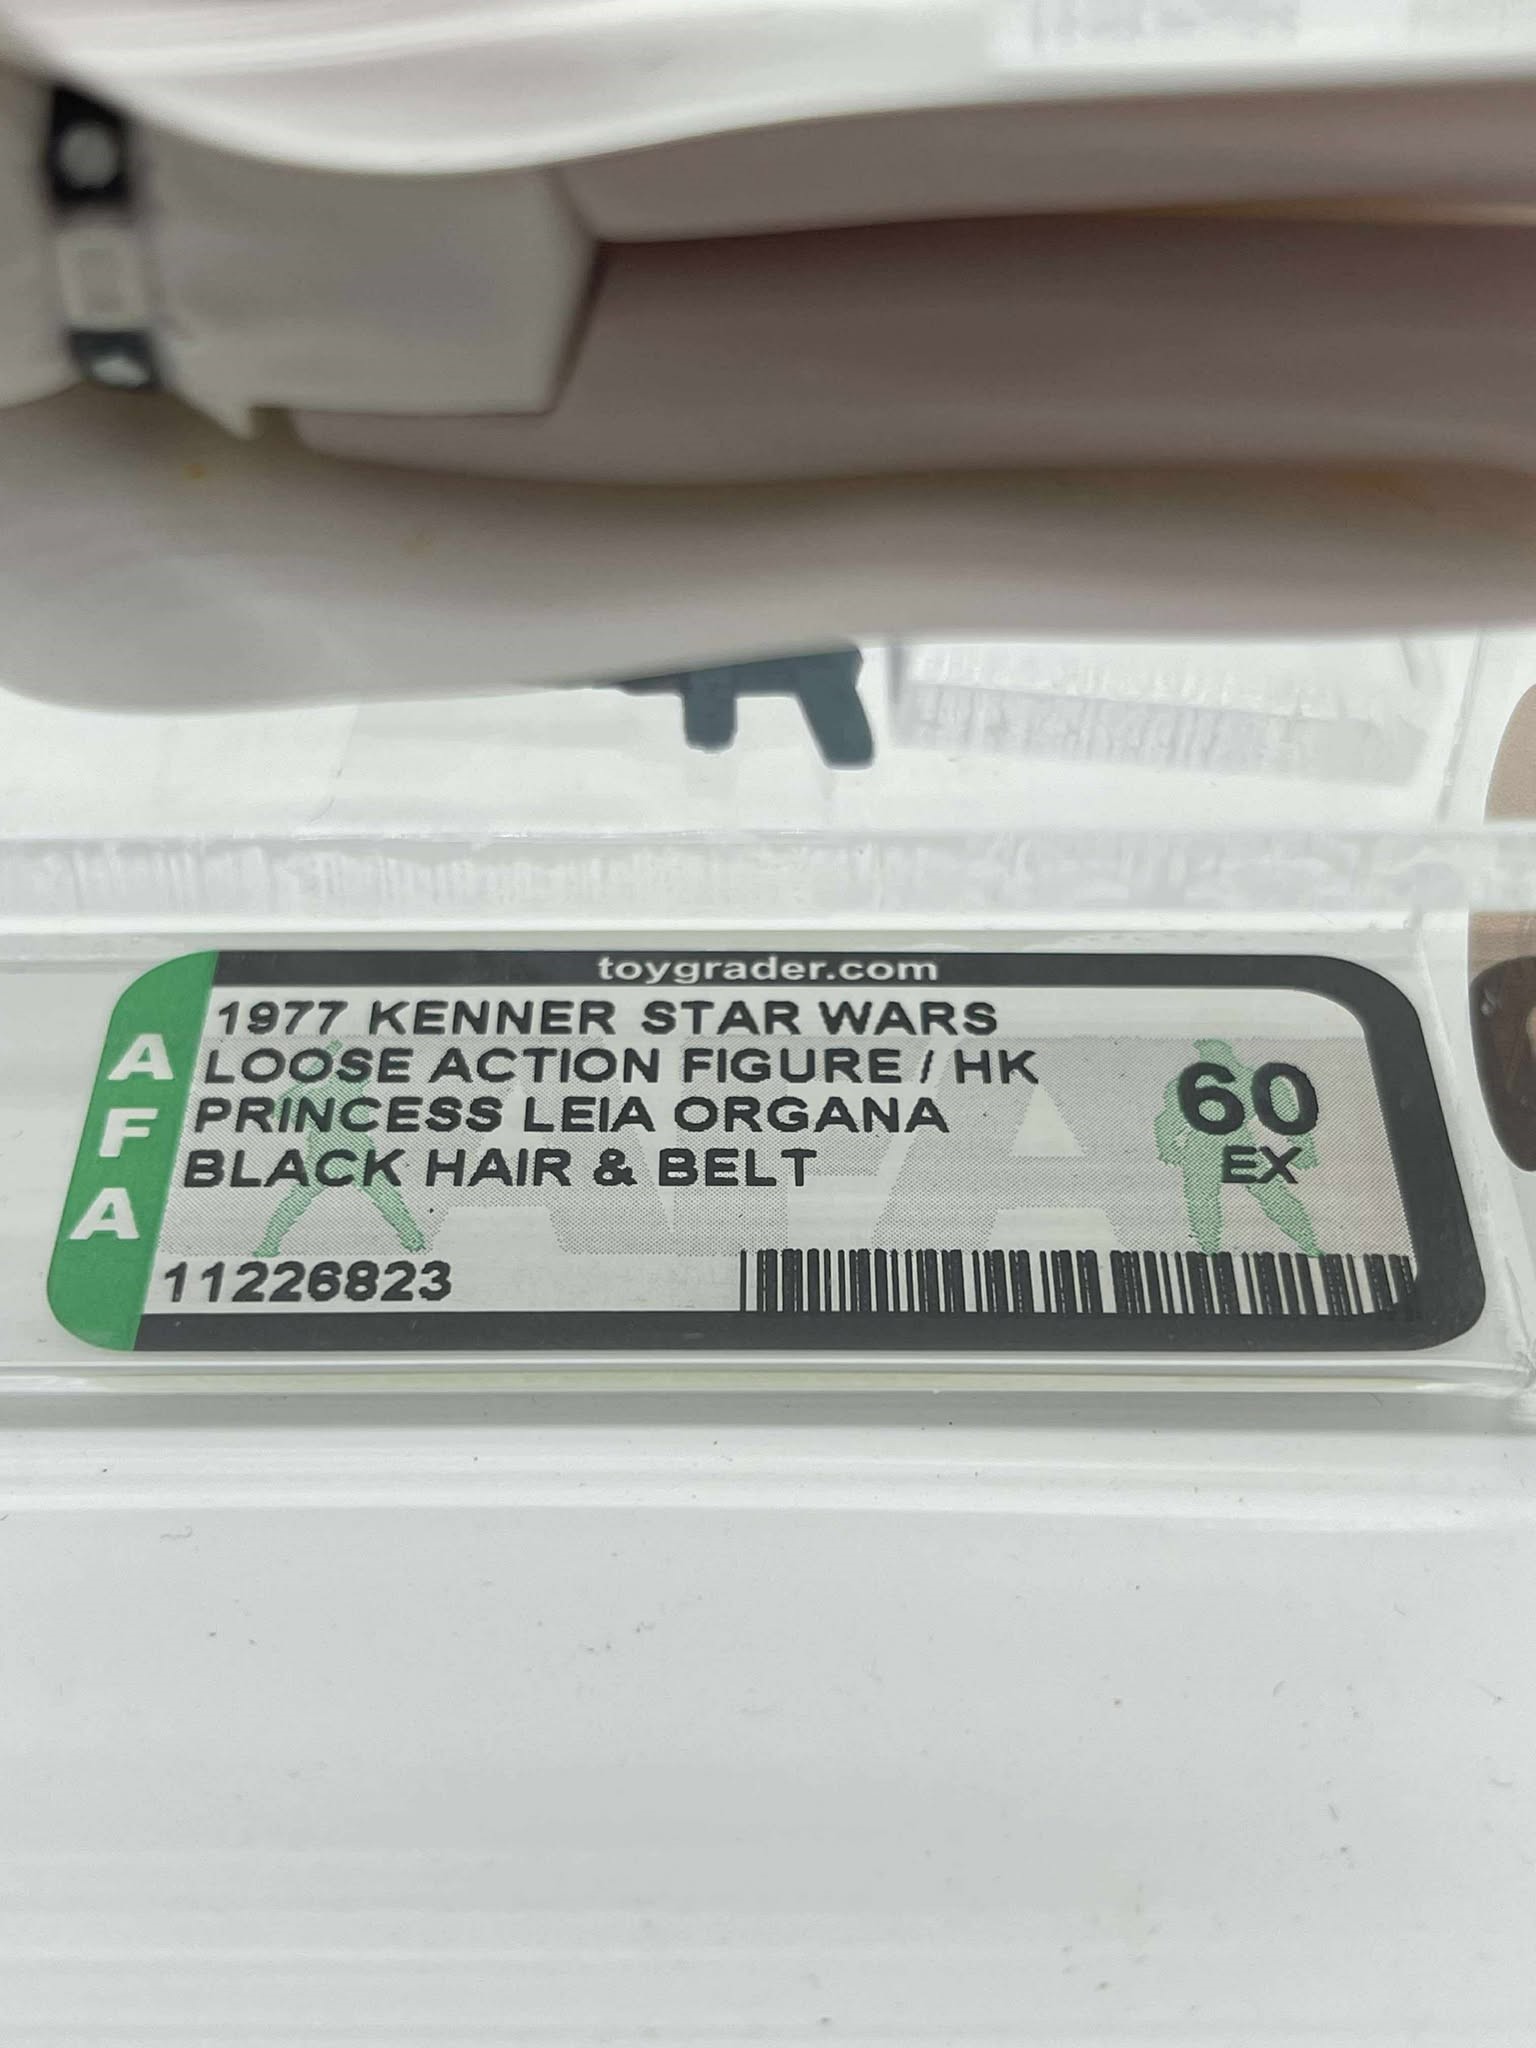 toygrader.com
AFA
1977 KENNER STAR WARS
LOOSE ACTION FIGURE / HK
PRINCESS LEIA ORGANA
BLACK HAIR & BELT
60
EX
11226823